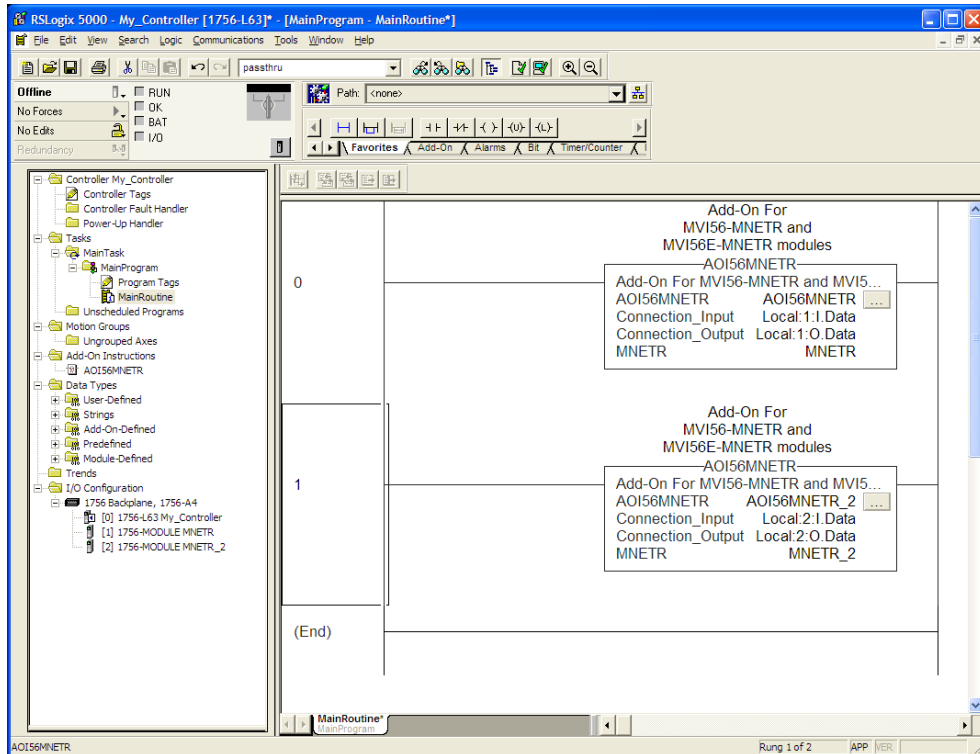 RSLogix 5000 - My_Controller [1756-L63]* - [MainProgram - MainRoutine*]
File Edit View Search Logic Communications Tools Window Help
passthru
Offline
RUN
No Forces
OK
No Edits
BAT
Redundancy
I/O
Path: <none>
Favorites Add-On Alarms Bit Timer/Counter
Controller My_Controller
Controller Tags
Controller Fault Handler
Power-Up Handler
Tasks
MainTask
MainProgram
Program Tags
MainRoutine
Unscheduled Programs
Motion Groups
Ungrouped Axes
Add-On Instructions
AOI56MNETR
Data Types
User-Defined
Strings
Add-On-Defined
Predefined
Module-Defined
Trends
I/O Configuration
1756 Backplane, 1756-A4
[0] 1756-L63 My_Controller
[1] 1756-MODULE MNETR
[2] 1756-MODULE MNETR_2
0
Add-On For
MVI56-MNETR and
MVI56E-MNETR modules
AOI56MNETR
Add-On For MVI56-MNETR and MVI5...
AOI56MNETR AOI56MNETR ...
Connection_Input Local:1:I.Data
Connection_Output Local:1:O.Data
MNETR MNETR
1
Add-On For
MVI56-MNETR and
MVI56E-MNETR modules
AOI56MNETR
Add-On For MVI56-MNETR and MVI5...
AOI56MNETR AOI56MNETR_2 ...
Connection_Input Local:2:I.Data
Connection_Output Local:2:O.Data
MNETR MNETR_2
(End)
MainRoutine*
MainProgram
AOI56MNETR
Rung 1 of 2
APP
VER